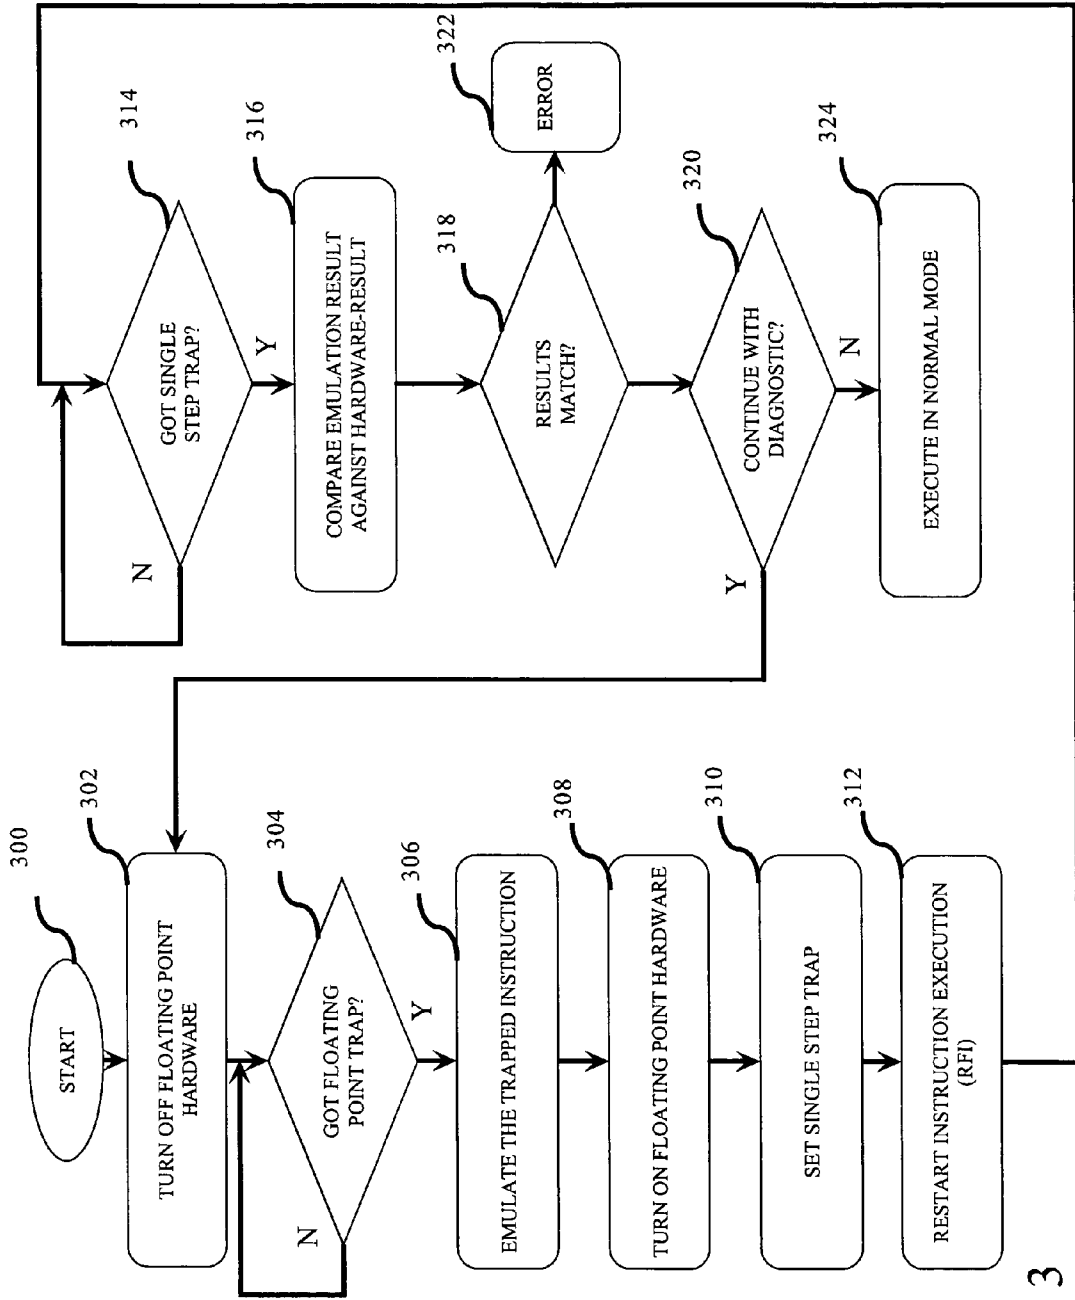 300
START
302
TURN OFF FLOATING POINT
HARDWARE
304
GOT FLOATING
POINT TRAP?
N
Y
306
EMULATE THE TRAPPED INSTRUCTION
308
TURN ON FLOATING POINT HARDWARE
310
SET SINGLE STEP TRAP
312
RESTART INSTRUCTION EXECUTION
(RFI)
314
GOT SINGLE
STEP TRAP?
N
Y
316
COMPARE EMULATION RESULT
AGAINST HARDWARE-RESULT
318
RESULTS
MATCH?
322
ERROR
320
CONTINUE WITH
DIAGNOSTIC?
Y
N
324
EXECUTE IN NORMAL MODE
3